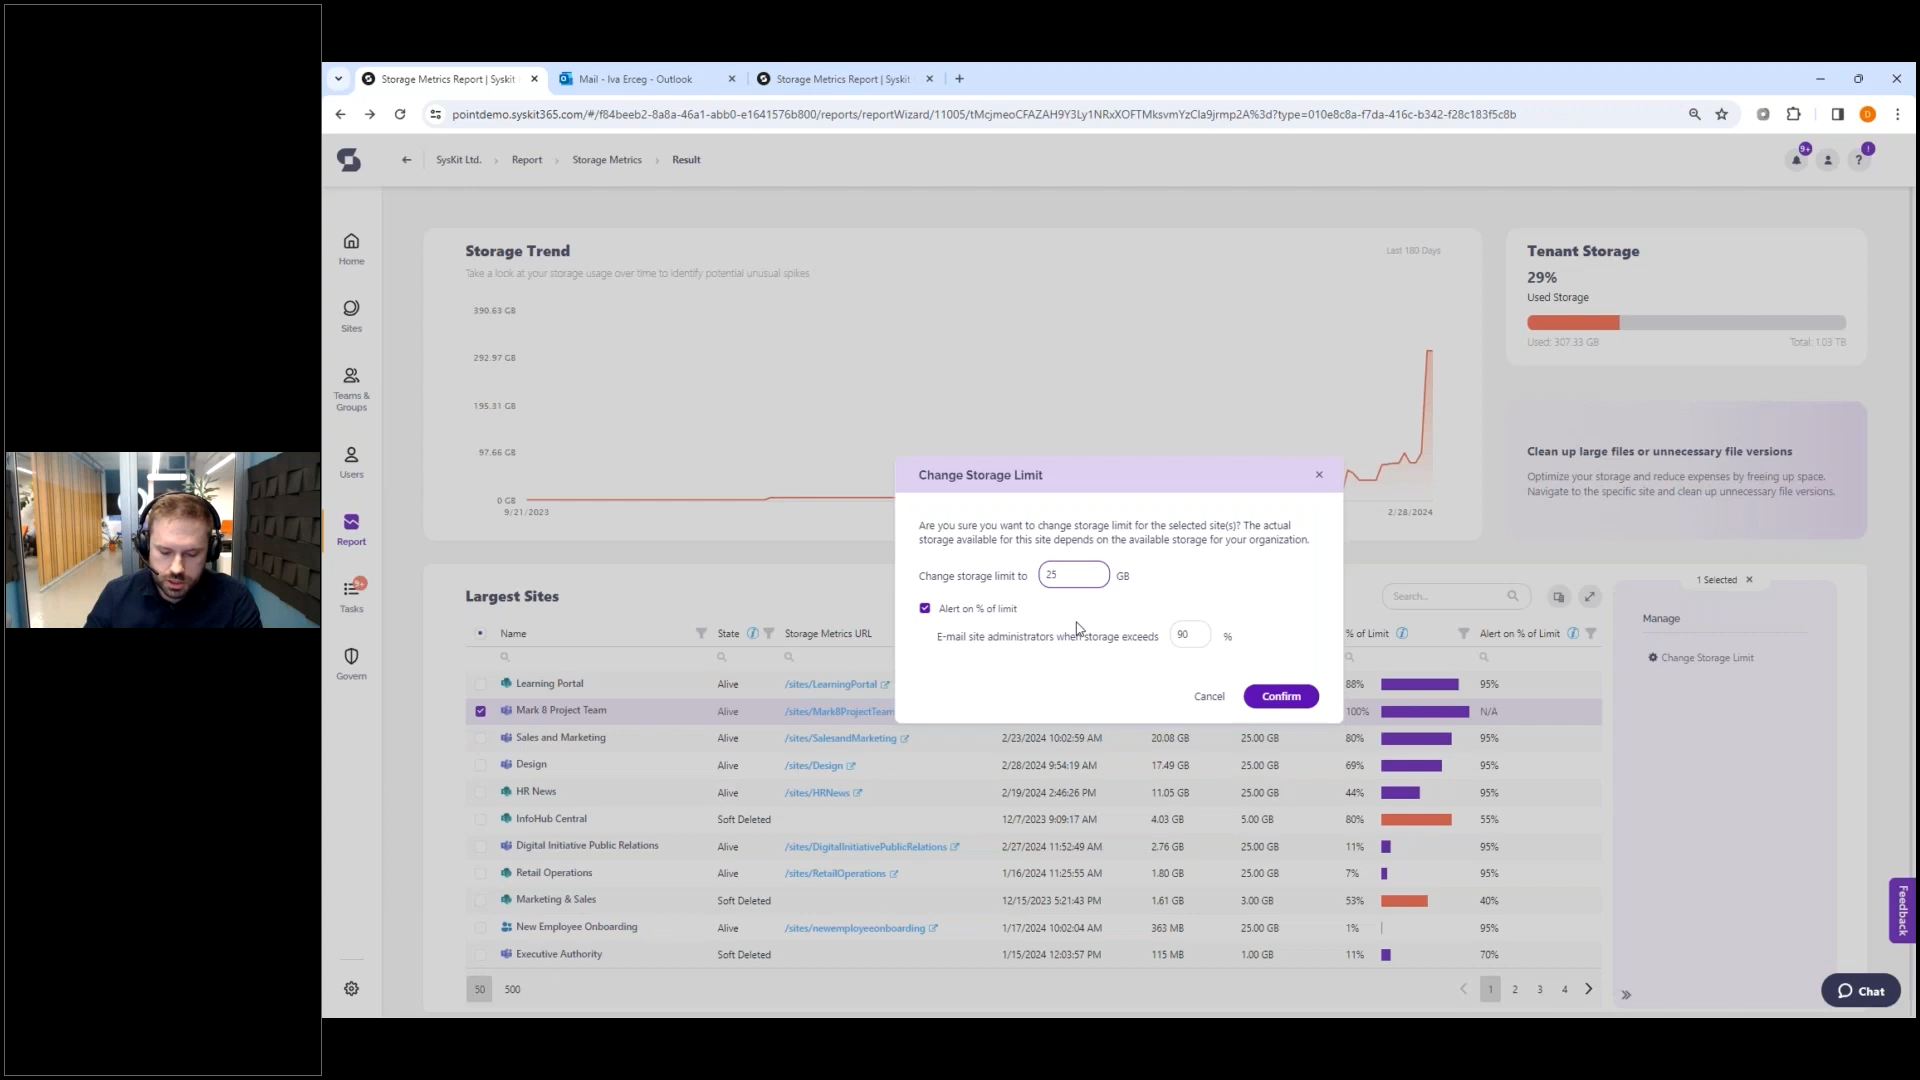 Storage Metrics Report | Syskit
Mail - Iva Erceg - Outlook
Storage Metrics Report | Syskit
pointdemo.syskit365.com/#/f84beeb2-8a8a-46a1-abb0-e1641576b800/reports/reportWizard/11005/tMcjmeoCFAZAH9Y3Ly1NRxXOFTMksvmYzCla9jrmp2A%3d?type=010e8c8a-f7da-416c-b342-f28c183f5c8b
D
SysKit Ltd. > Report > Storage Metrics > Result
9+
!
?
Home
Sites
Teams &
Groups
Users
Report
9+
Tasks
Govern
Storage Trend
Last 180 Days
Take a look at your storage usage over time to identify potential unusual spikes
390.63 GB
292.97 GB
195.31 GB
97.66 GB
0 GB
9/21/2023
2/28/2024
Tenant Storage
29%
Used Storage
Used: 307.33 GB Total: 1.03 TB
Clean up large files or unnecessary file versions
Optimize your storage and reduce expenses by freeing up space.
Navigate to the specific site and clean up unnecessary file versions.
Change Storage Limit
Are you sure you want to change storage limit for the selected site(s)? The actual
storage available for this site depends on the available storage for your organization.
Change storage limit to 25 GB
Alert on % of limit
E-mail site administrators when storage exceeds 90 %
Cancel Confirm
Largest Sites
Search...
Name State Storage Metrics URL % of Limit Alert on % of Limit
Learning Portal Alive /sites/LearningPortal 88% 95%
Mark 8 Project Team Alive /sites/Mark8ProjectTeam 100% N/A
Sales and Marketing Alive /sites/SalesandMarketing 2/23/2024 10:02:59 AM 20.08 GB 25.00 GB 80% 95%
Design Alive /sites/Design 2/28/2024 9:54:19 AM 17.49 GB 25.00 GB 69% 95%
HR News Alive /sites/HRNews 2/19/2024 2:46:26 PM 11.05 GB 25.00 GB 44% 95%
InfoHub Central Soft Deleted 12/7/2023 9:09:17 AM 4.03 GB 5.00 GB 80% 55%
Digital Initiative Public Relations Alive /sites/DigitalInitiativePublicRelations 2/27/2024 11:52:49 AM 2.76 GB 25.00 GB 11% 95%
Retail Operations Alive /sites/RetailOperations 1/16/2024 11:25:55 AM 1.80 GB 25.00 GB 7% 95%
Marketing & Sales Soft Deleted 12/15/2023 5:21:43 PM 1.61 GB 3.00 GB 53% 40%
New Employee Onboarding Alive /sites/newemployeeonboarding 1/17/2024 10:02:04 AM 363 MB 25.00 GB 1% 95%
Executive Authority Soft Deleted 1/15/2024 12:03:57 PM 115 MB 1.00 GB 11% 70%
50 500
1 2 3 4
1 Selected
Manage
Change Storage Limit
Feedback
Chat